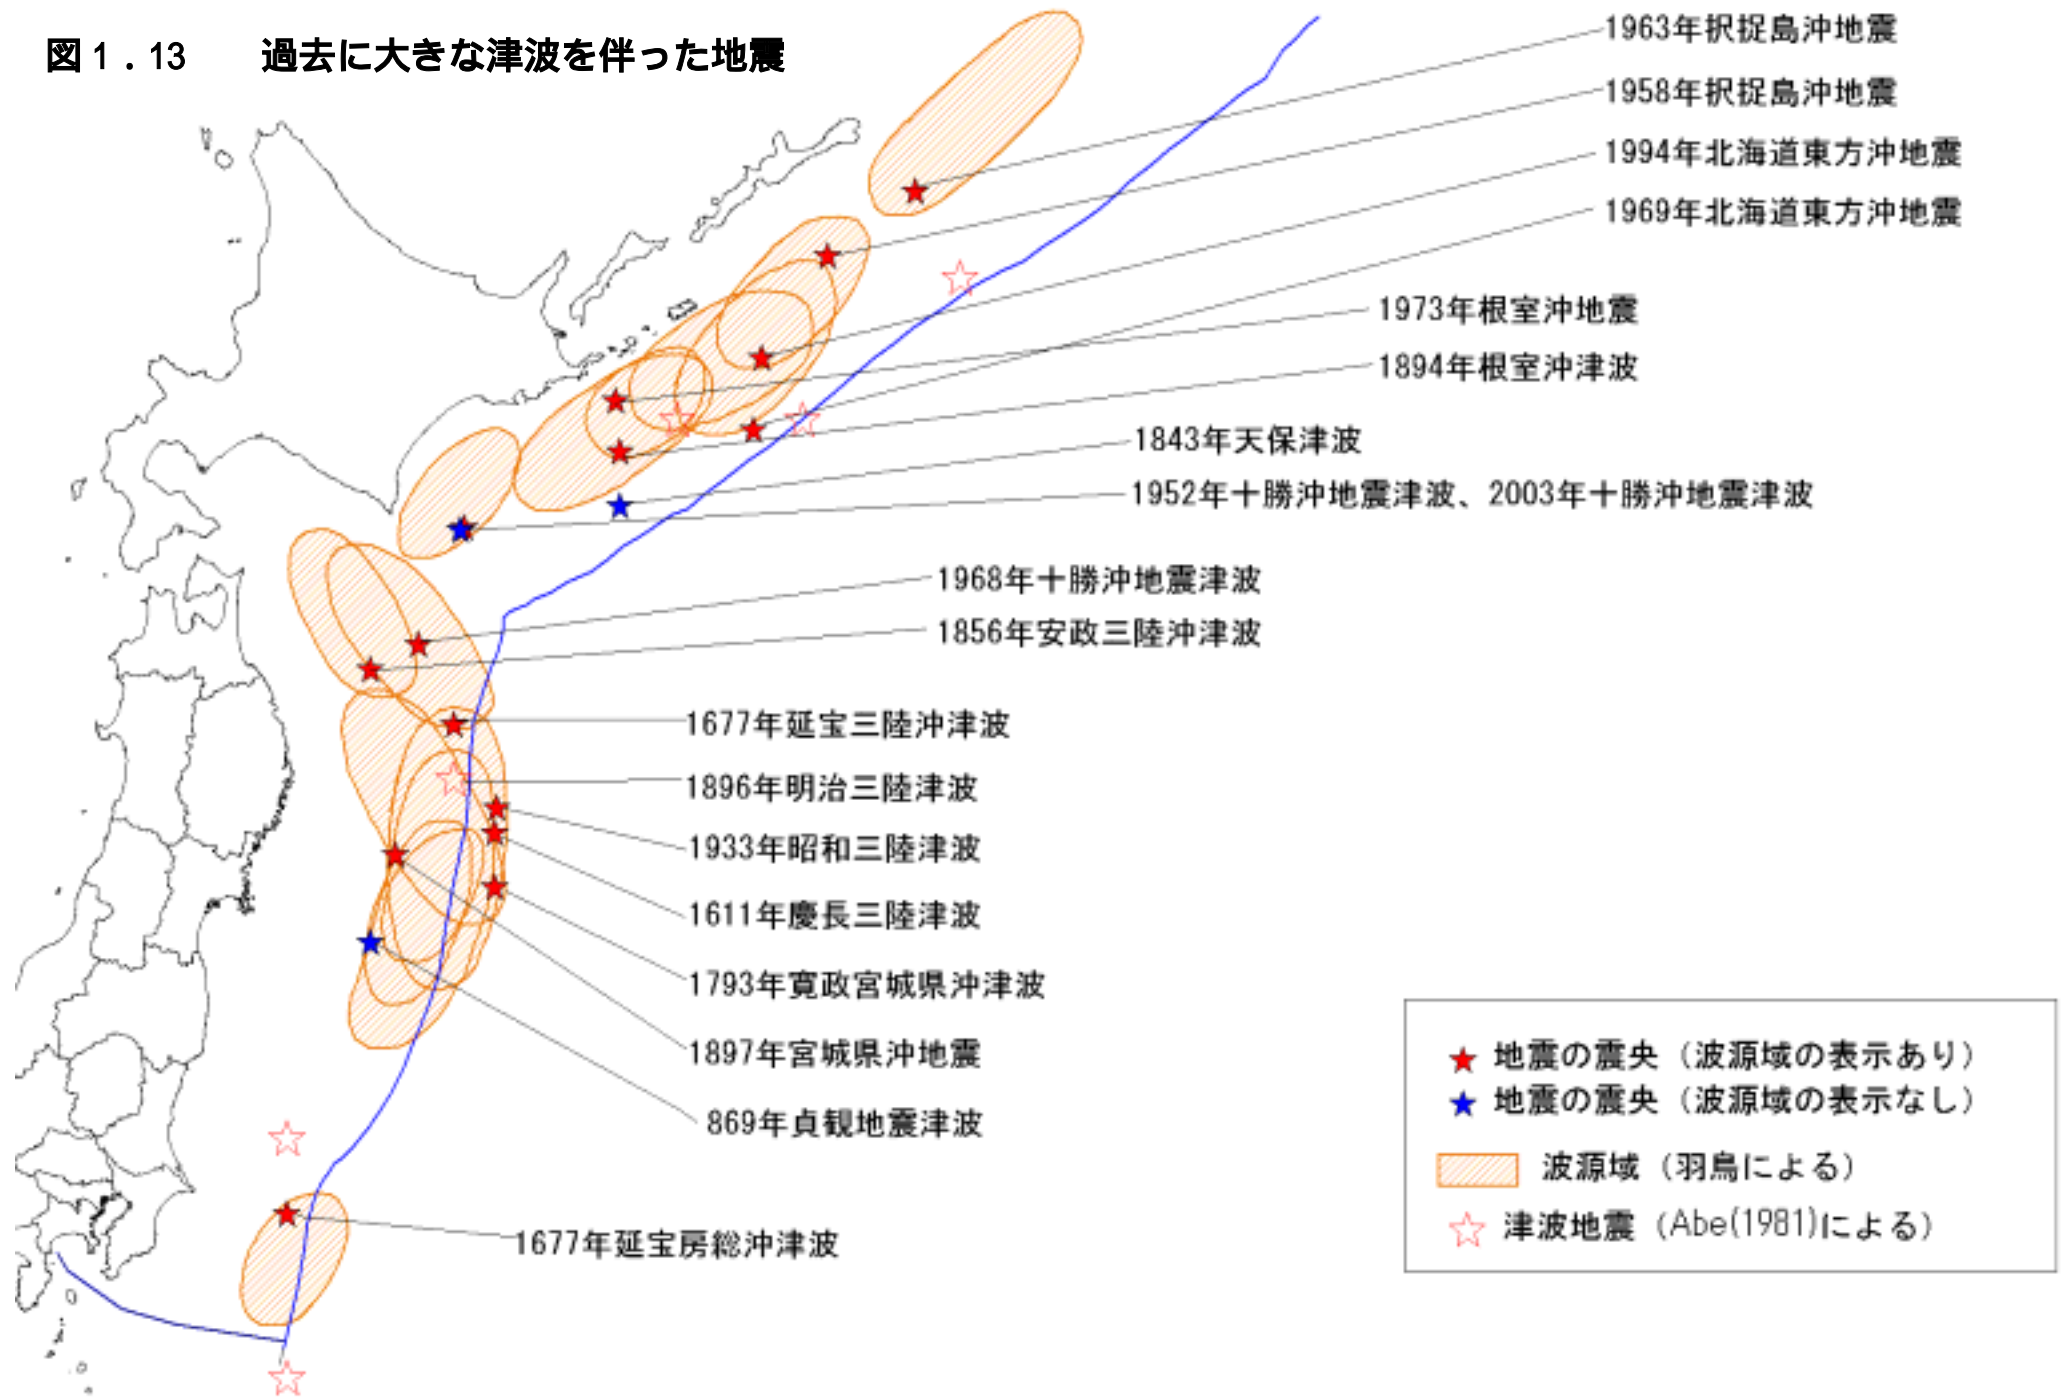 図1.13 過去に大きな津波を伴った地震
1963年択捉島沖地震
1958年択捉島沖地震
1994年北海道東方沖地震
1969年北海道東方沖地震
1973年根室沖地震
1894年根室沖津波
1843年天保津波
1952年十勝沖地震津波、2003年十勝沖地震津波
1968年十勝沖地震津波
1856年安政三陸沖津波
1677年延宝三陸沖津波
1896年明治三陸津波
1933年昭和三陸津波
1611年慶長三陸津波
1793年寛政宮城県沖津波
1897年宮城県沖地震
869年貞観地震津波
1677年延宝房総沖津波
地震の震央（波源域の表示あり）
地震の震央（波源域の表示なし）
波源域（羽鳥による）
津波地震（Abe(1981)による）